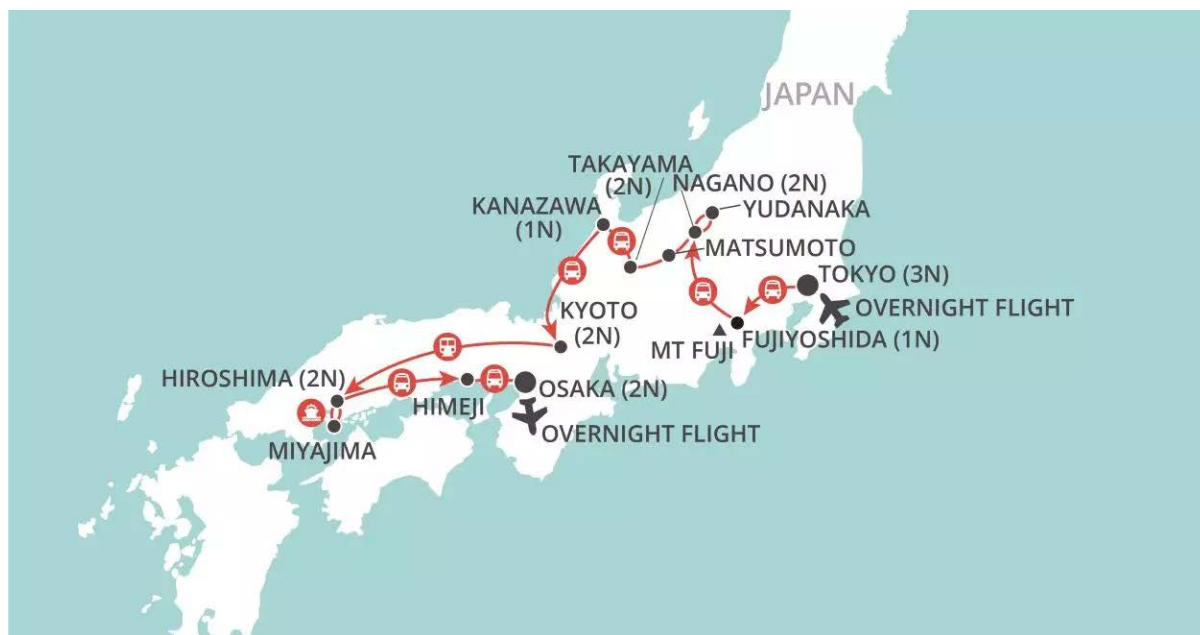 JAPAN
TAKAYAMA
(2N)
NAGANO (2N)
YUDANAKA
KANAZAWA
(1N)
MATSUMOTO
TOKYO (3N)
OVERNIGHT FLIGHT
KYOTO
(2N)
MT FUJI
FUJIYOSHIDA (1N)
HIROSHIMA (2N)
HIMEJI
OSAKA (2N)
OVERNIGHT FLIGHT
MIYAJIMA